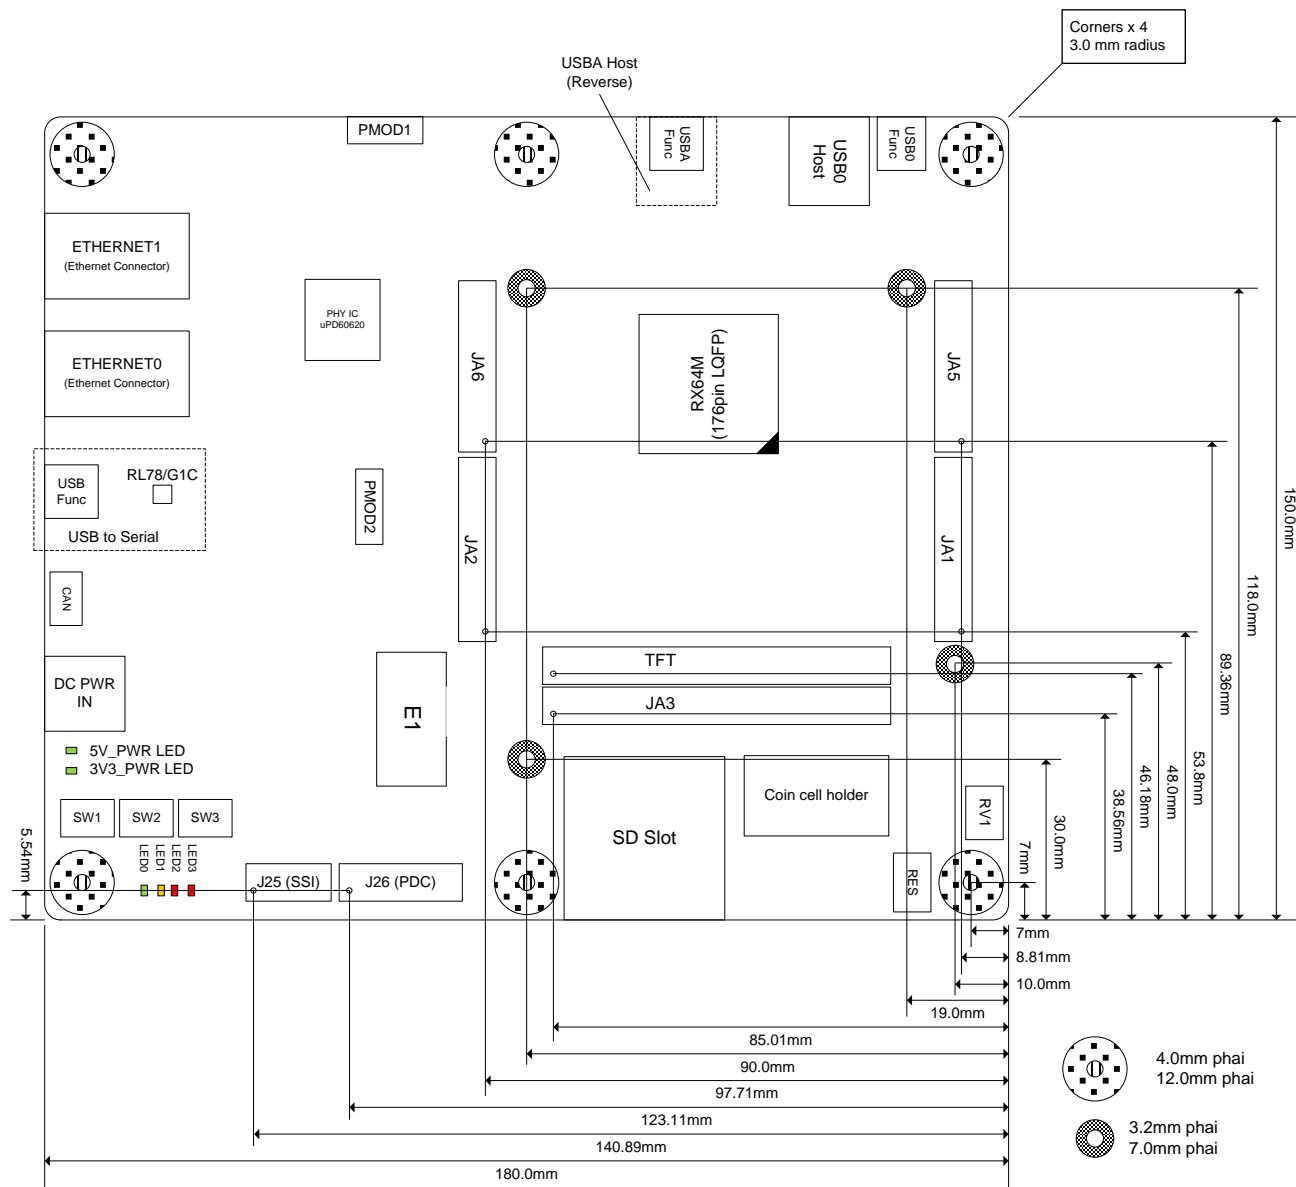 Corners x 4
3.0 mm radius
USBA Host
(Reverse)
PMOD1
USBA
Func
USB0
Host
USB0
Func
ETHERNET1
(Ethernet Connector)
PHY IC
uPD60620
ETHERNET0
(Ethernet Connector)
JA6
RX64M
(176pin LQFP)
JA5
USB
Func
RL78/G1C
USB to Serial
PMOD2
JA2
JA1
CAN
TFT
DC PWR
IN
E1
JA3
5V_PWR LED
3V3_PWR LED
Coin cell holder
SW1
SW2
SW3
SD Slot
RV1
LED0
LED1
LED2
LED3
J25 (SSI)
J26 (PDC)
RES
5.54mm
7mm
30.0mm
38.56mm
46.18mm
48.0mm
53.8mm
89.36mm
118.0mm
150.0mm
7mm
8.81mm
10.0mm
19.0mm
85.01mm
90.0mm
97.71mm
123.11mm
140.89mm
180.0mm
4.0mm phai
12.0mm phai
3.2mm phai
7.0mm phai